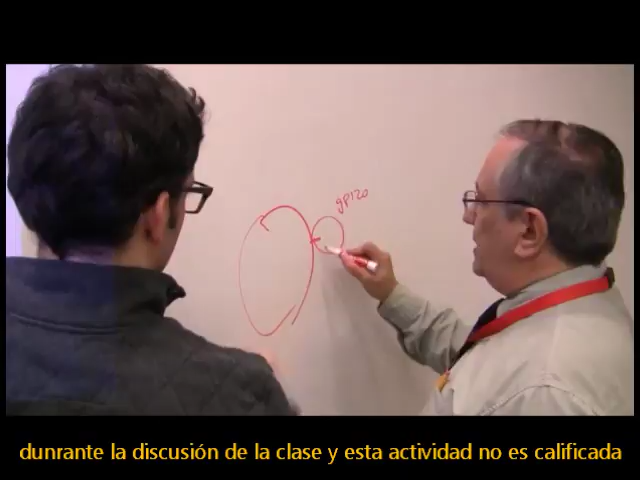 gp120
dunrante la discusión de la clase y esta actividad no es calificada